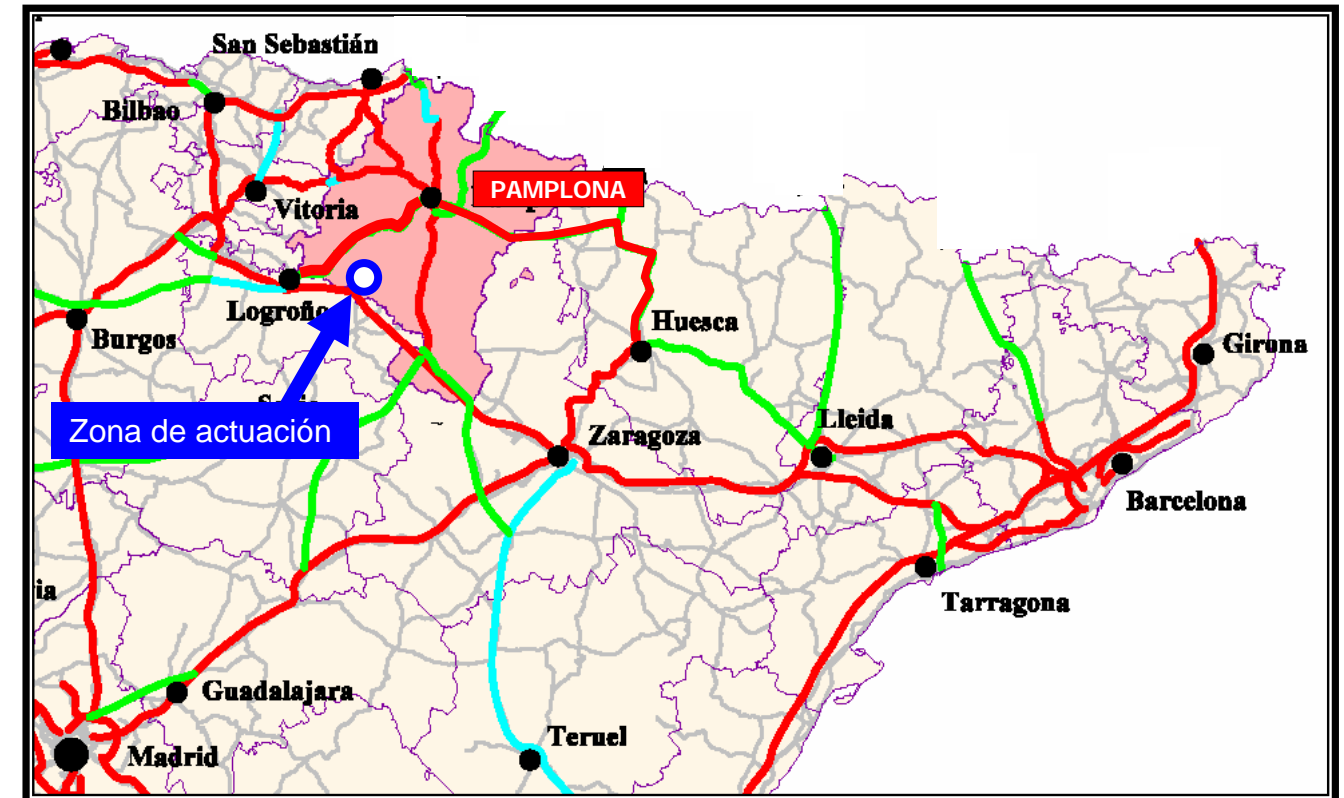 San Sebastián
Bilbao
PAMPLONA
Vitoria
Logroño
Burgos
Huesca
Girona
Zona de actuación
Lleida
Zaragoza
Barcelona
Tarragona
Guadalajara
Teruel
Madrid